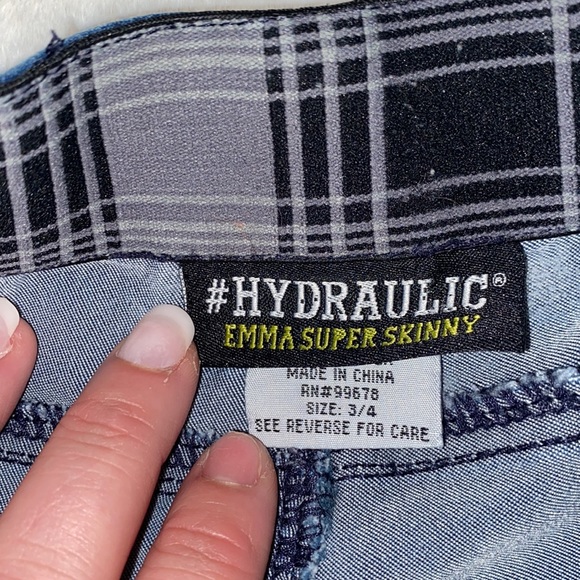 #HYDRAULIC®
EMMA SUPER SKINNY
MADE IN CHINA
RN#99678
SIZE: 3/4
SEE REVERSE FOR CARE